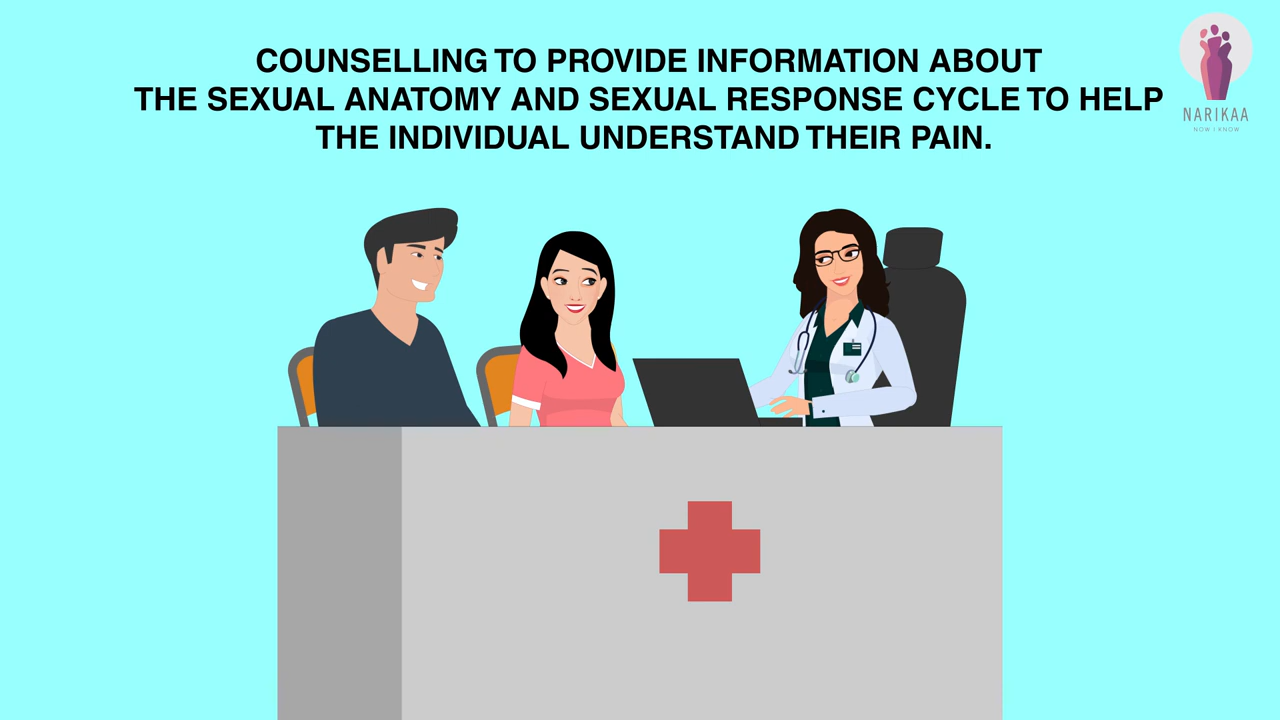 COUNSELLING TO PROVIDE INFORMATION ABOUT
THE SEXUAL ANATOMY AND SEXUAL RESPONSE CYCLE TO HELP
THE INDIVIDUAL UNDERSTAND THEIR PAIN.
NARIKAA
NOW I KNOW